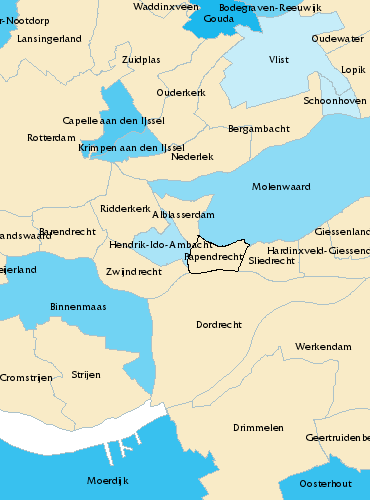 Waddinxveen
Bodegraven-Reeuwijk
Gouda
r-Nootdorp
Lansingerland
Oudewater
Zuidplas
Vlist
Lopik
Ouderkerk
Schoonhoven
Capelle aan den IJssel
Bergambacht
Rotterdam
Krimpen aan den IJssel
Nederlek
Molenwaard
Ridderkerk
Alblasserdam
Barendrecht
andswaard
Giessenland
Hendrik-Ido-Ambacht
Papendrecht
Hardinxveld-Giessend
Sliedrecht
eijerland
Zwijndrecht
Binnenmaas
Dordrecht
Werkendam
Cromstrijen
Strijen
Drimmelen
Geertruidenbe
Moerdijk
Oosterhout